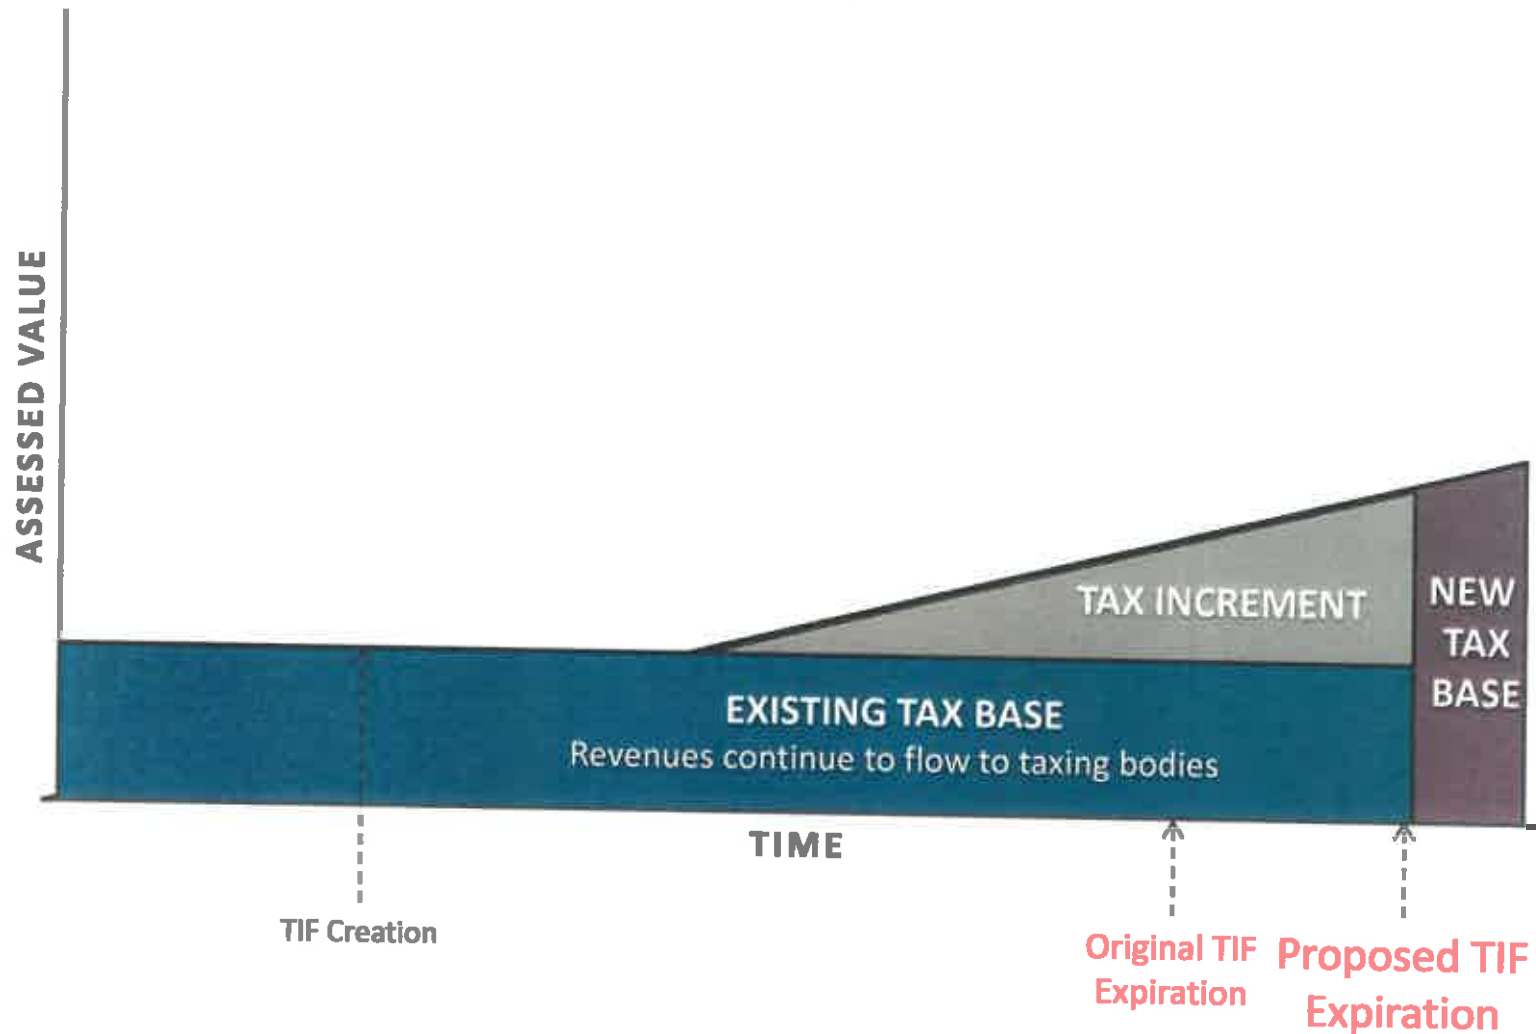 ASSESSED VALUE
TAX INCREMENT
NEW
TAX
BASE
EXISTING TAX BASE
Revenues continue to flow to taxing bodies
TIME
TIF Creation
Original TIF
Expiration
Proposed TIF
Expiration